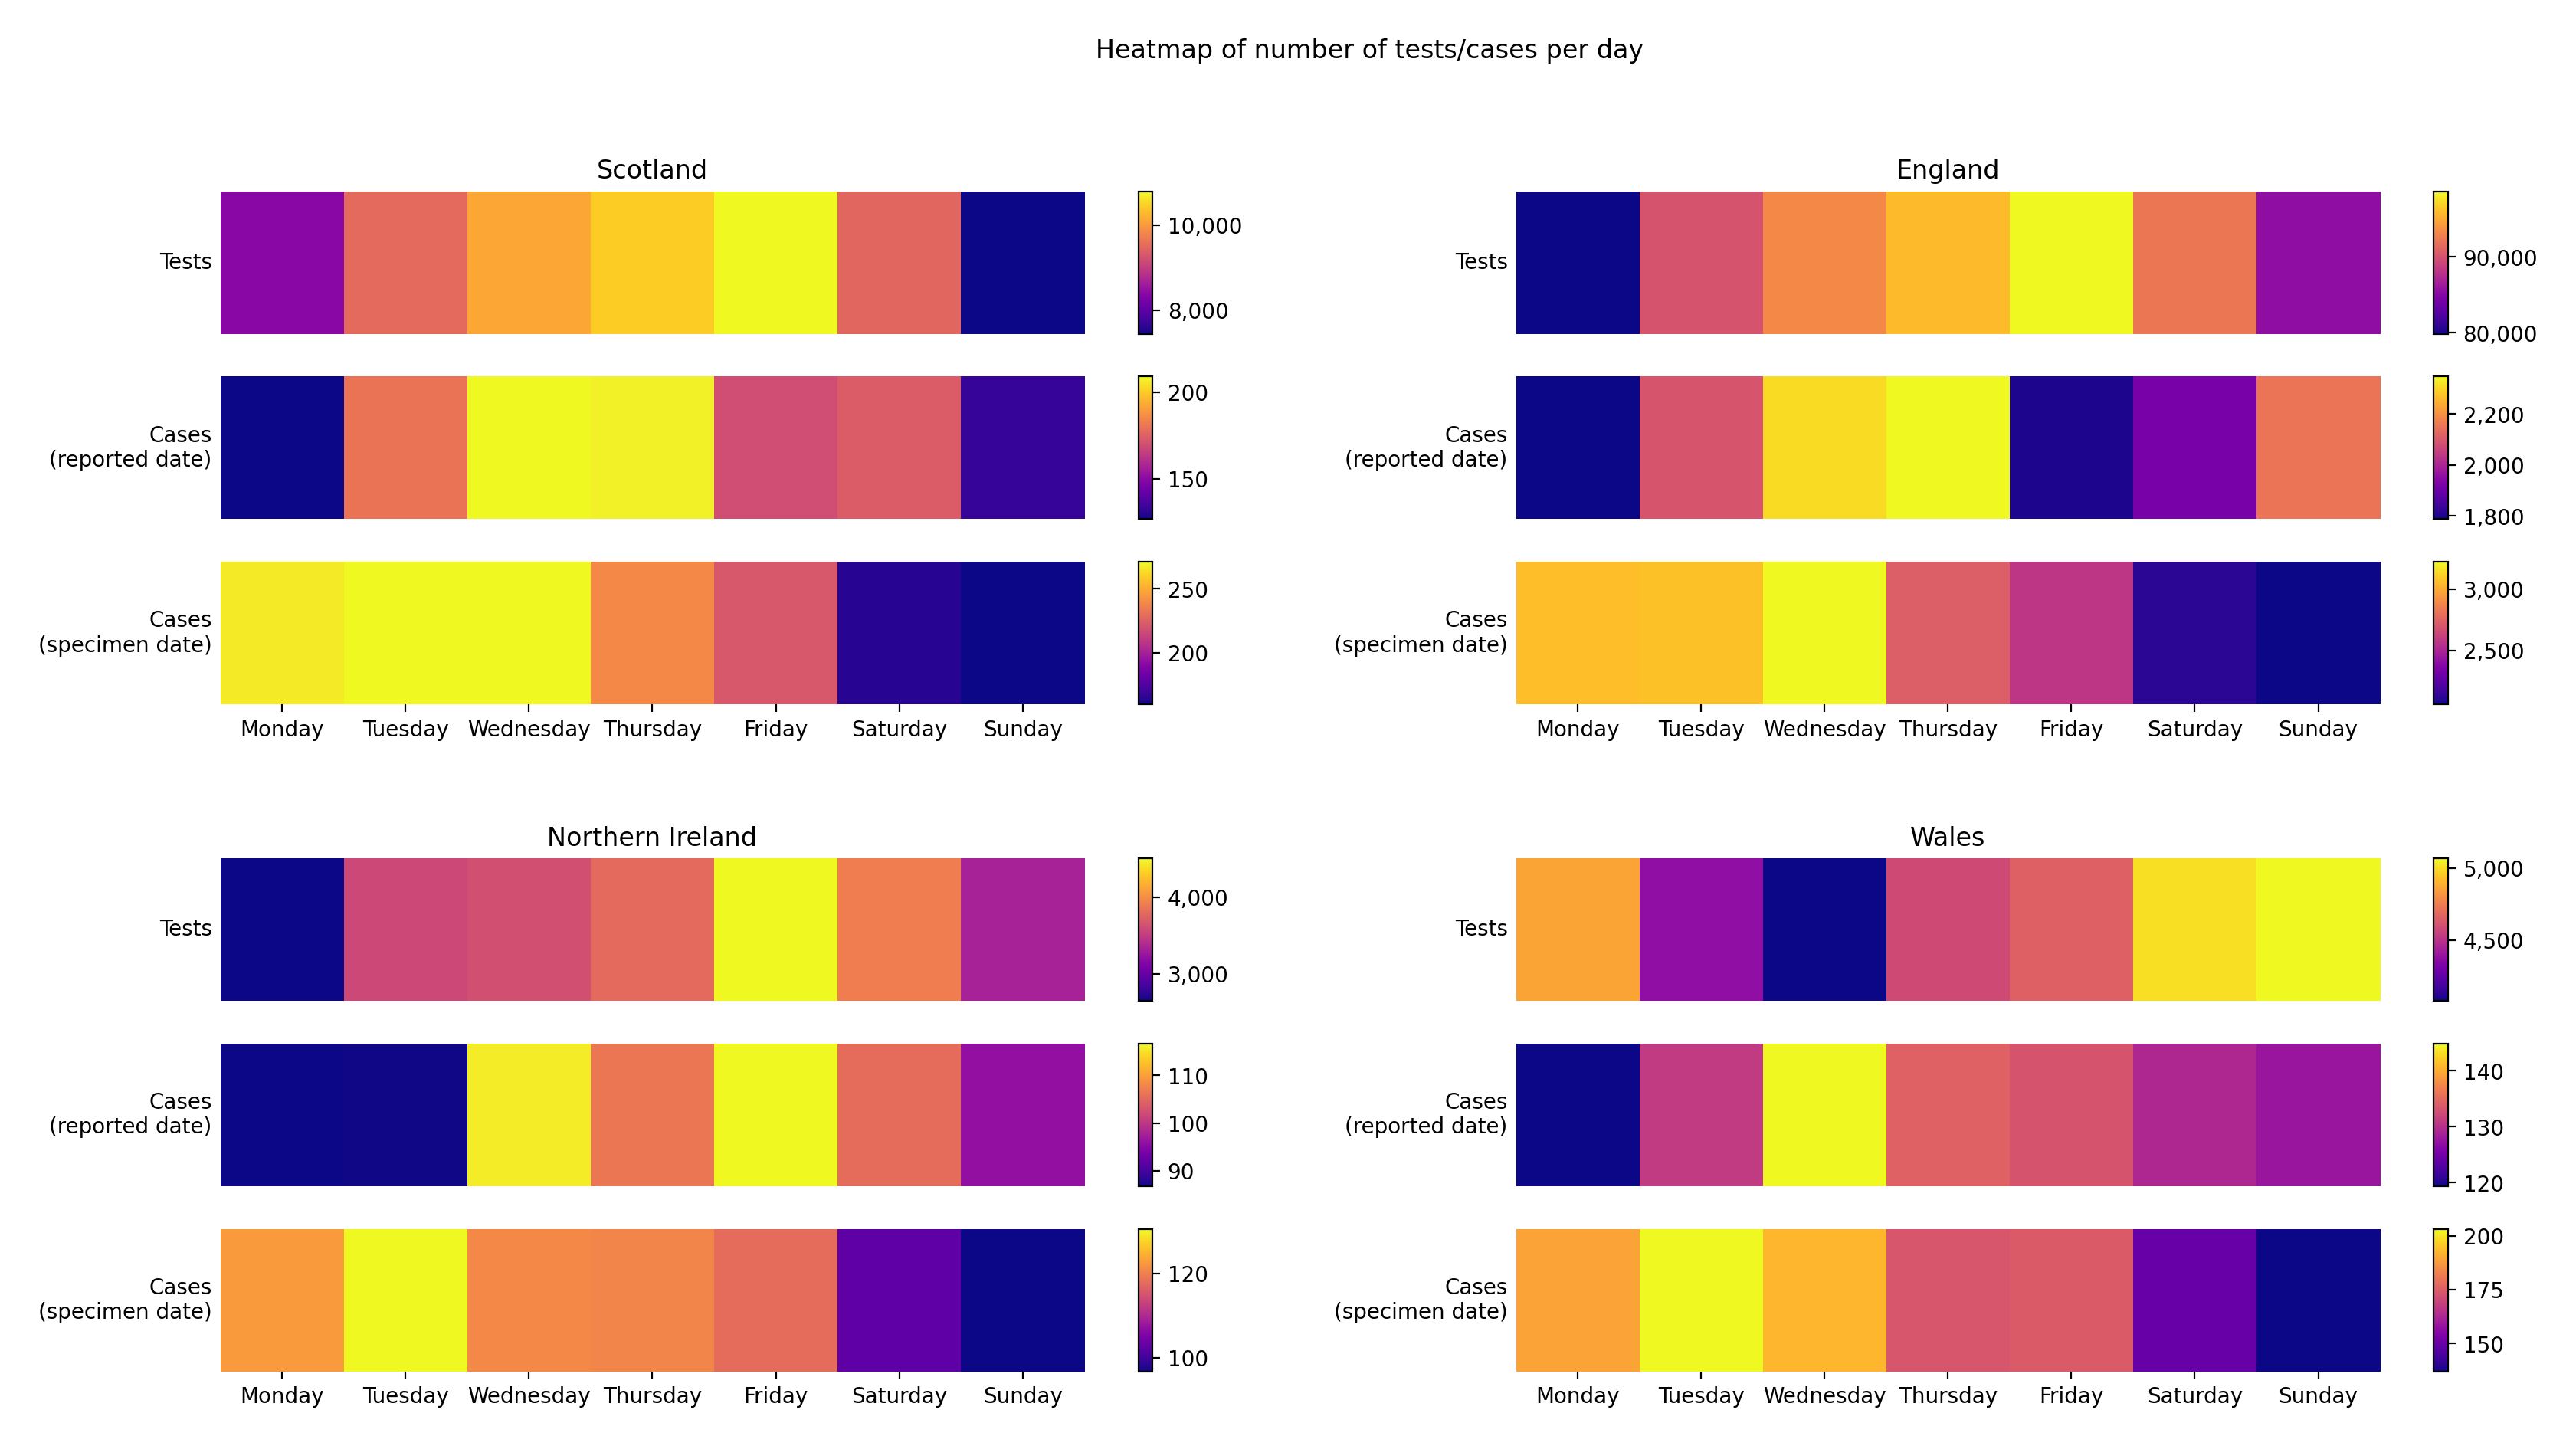 Heatmap of number of tests/cases per day
Scotland
Tests
10,000
8,000
Cases
(reported date)
200
150
Cases
(specimen date)
250
200
Monday Tuesday Wednesday Thursday Friday Saturday Sunday
England
Tests
90,000
80,000
Cases
(reported date)
2,200
2,000
1,800
Cases
(specimen date)
3,000
2,500
Monday Tuesday Wednesday Thursday Friday Saturday Sunday
Northern Ireland
Tests
4,000
3,000
Cases
(reported date)
110
100
90
Cases
(specimen date)
120
100
Monday Tuesday Wednesday Thursday Friday Saturday Sunday
Wales
Tests
5,000
4,500
Cases
(reported date)
140
130
120
Cases
(specimen date)
200
175
150
Monday Tuesday Wednesday Thursday Friday Saturday Sunday